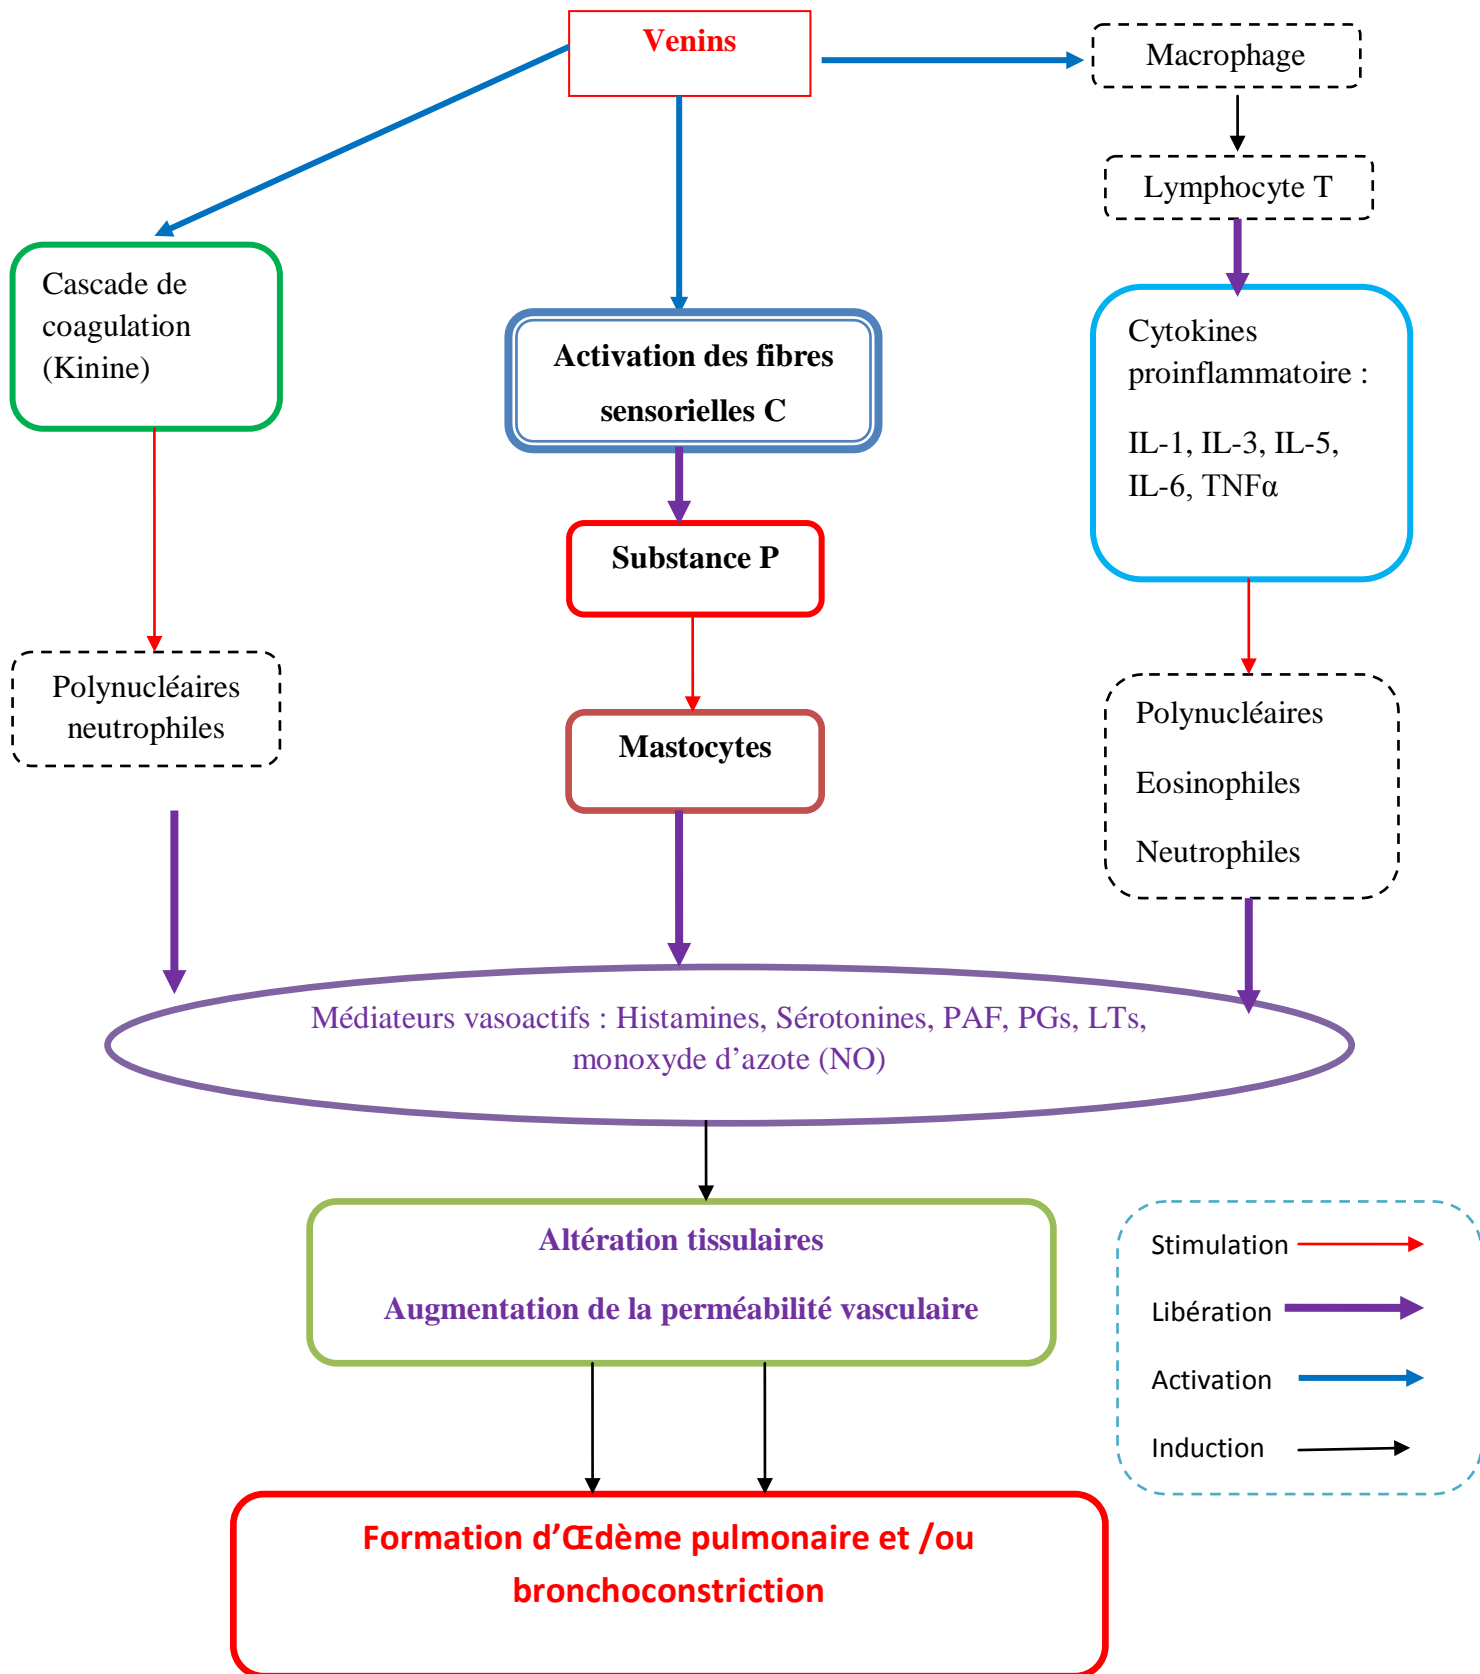 Venins
Macrophage
Lymphocyte T
Cascade de
coagulation
(Kinine)
Activation des fibres
sensorielles C
Cytokines
proinflammatoire :
IL-1, IL-3, IL-5,
IL-6, TNFα
Substance P
Polynucléaires
neutrophiles
Mastocytes
Polynucléaires
Eosinophiles
Neutrophiles
Médiateurs vasoactifs : Histamines, Sérotonines, PAF, PGs, LTs,
monoxyde d’azote (NO)
Altération tissulaires
Augmentation de la perméabilité vasculaire
Stimulation
Libération
Activation
Induction
Formation d’Œdème pulmonaire et /ou
bronchoconstriction